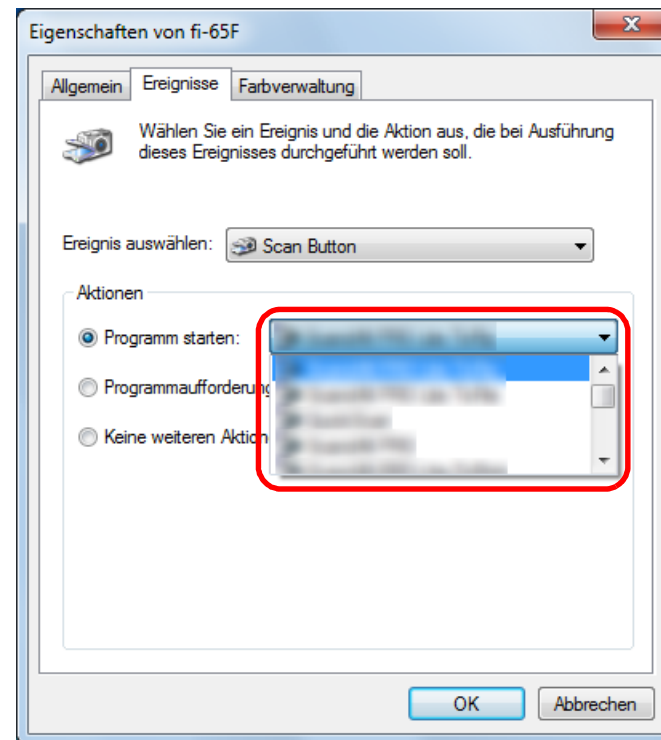 Eigenschaften von fi-65F
Allgemein Ereignisse Farbverwaltung
Wählen Sie ein Ereignis und die Aktion aus, die bei Ausführung
dieses Ereignisses durchgeführt werden soll.
Ereignis auswählen: Scan Button
Aktionen
Programm starten:
Programmaufforderung
Keine weiteren Aktion
OK Abbrechen